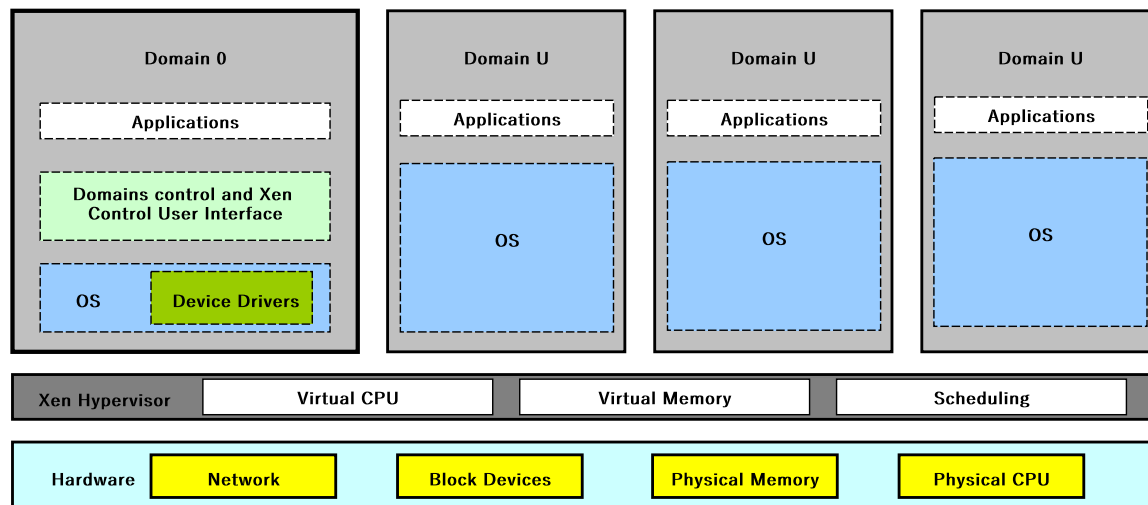 Domain 0
Applications
Domains control and Xen
Control User Interface
OS
Device Drivers
Domain U
Applications
OS
Domain U
Applications
OS
Domain U
Applications
OS
Xen Hypervisor
Virtual CPU
Virtual Memory
Scheduling
Hardware
Network
Block Devices
Physical Memory
Physical CPU